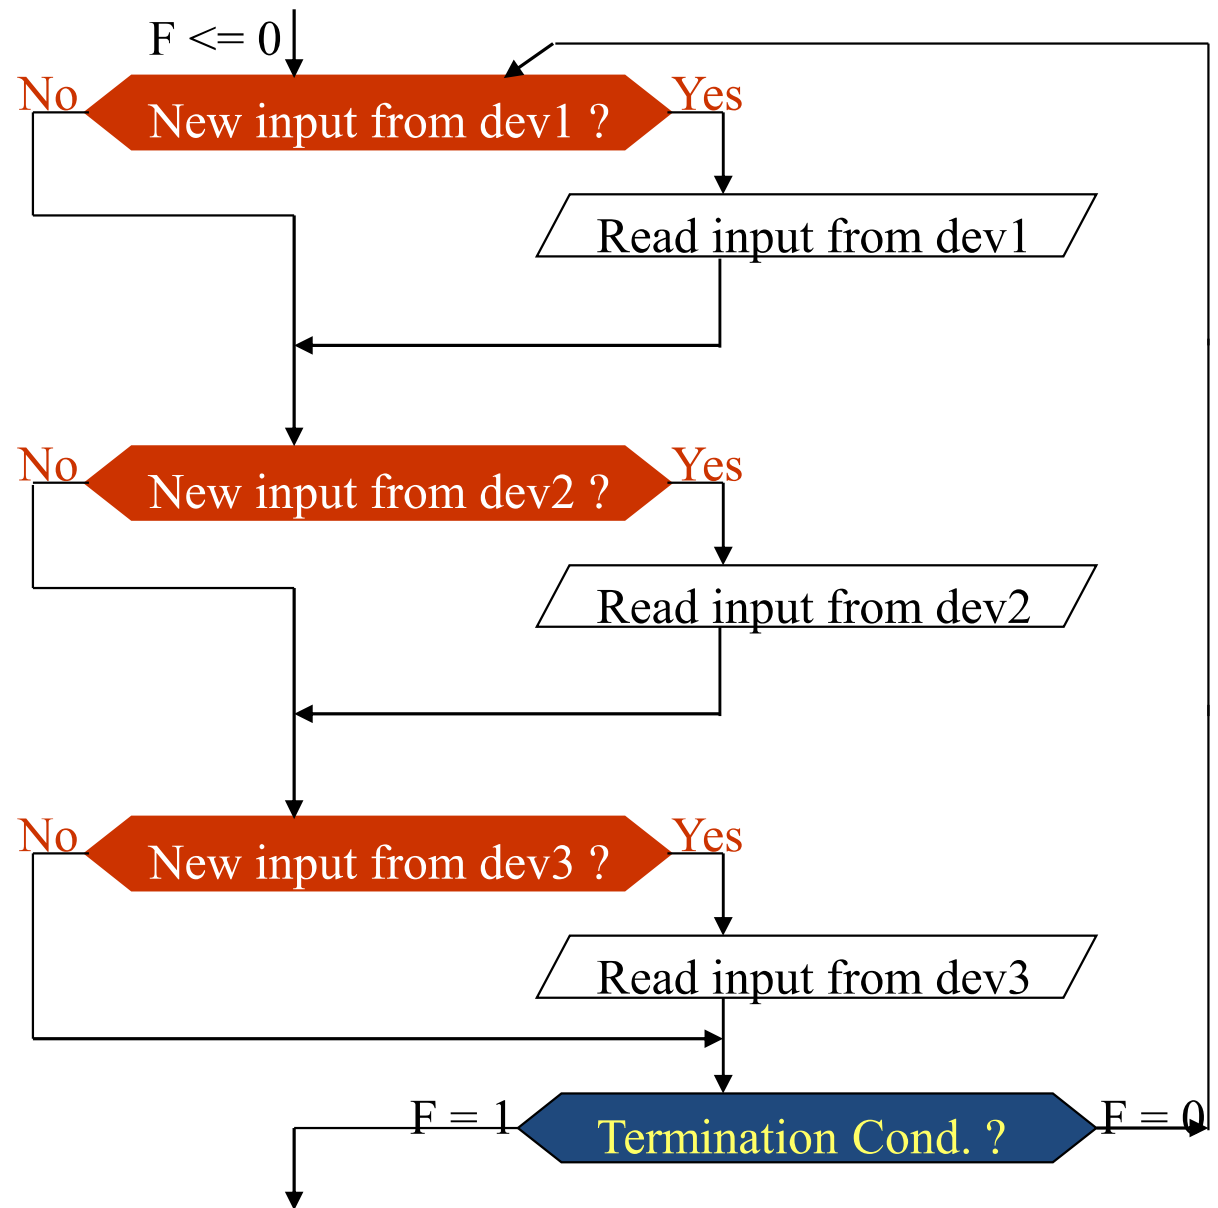 F <= 0
No
New input from dev1 ?
Yes
Read input from dev1
No
New input from dev2 ?
Yes
Read input from dev2
No
New input from dev3 ?
Yes
Read input from dev3
F = 1
Termination Cond. ?
F = 0